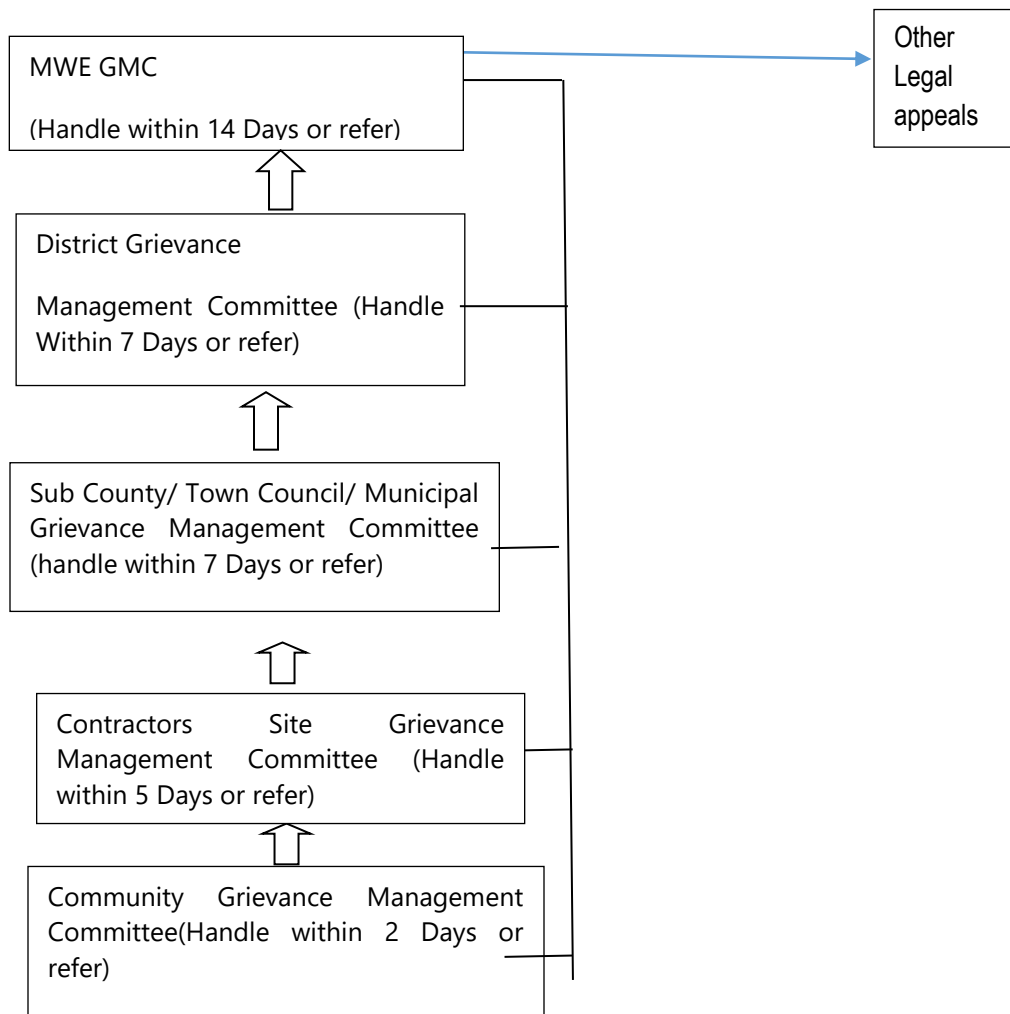 MWE GMC
(Handle within 14 Days or refer)
Other
Legal
appeals
District Grievance
Management Committee (Handle
Within 7 Days or refer)
Sub County/ Town Council/ Municipal
Grievance Management Committee
(handle within 7 Days or refer)
Contractors Site Grievance
Management Committee (Handle
within 5 Days or refer)
Community Grievance Management
Committee(Handle within 2 Days or
refer)